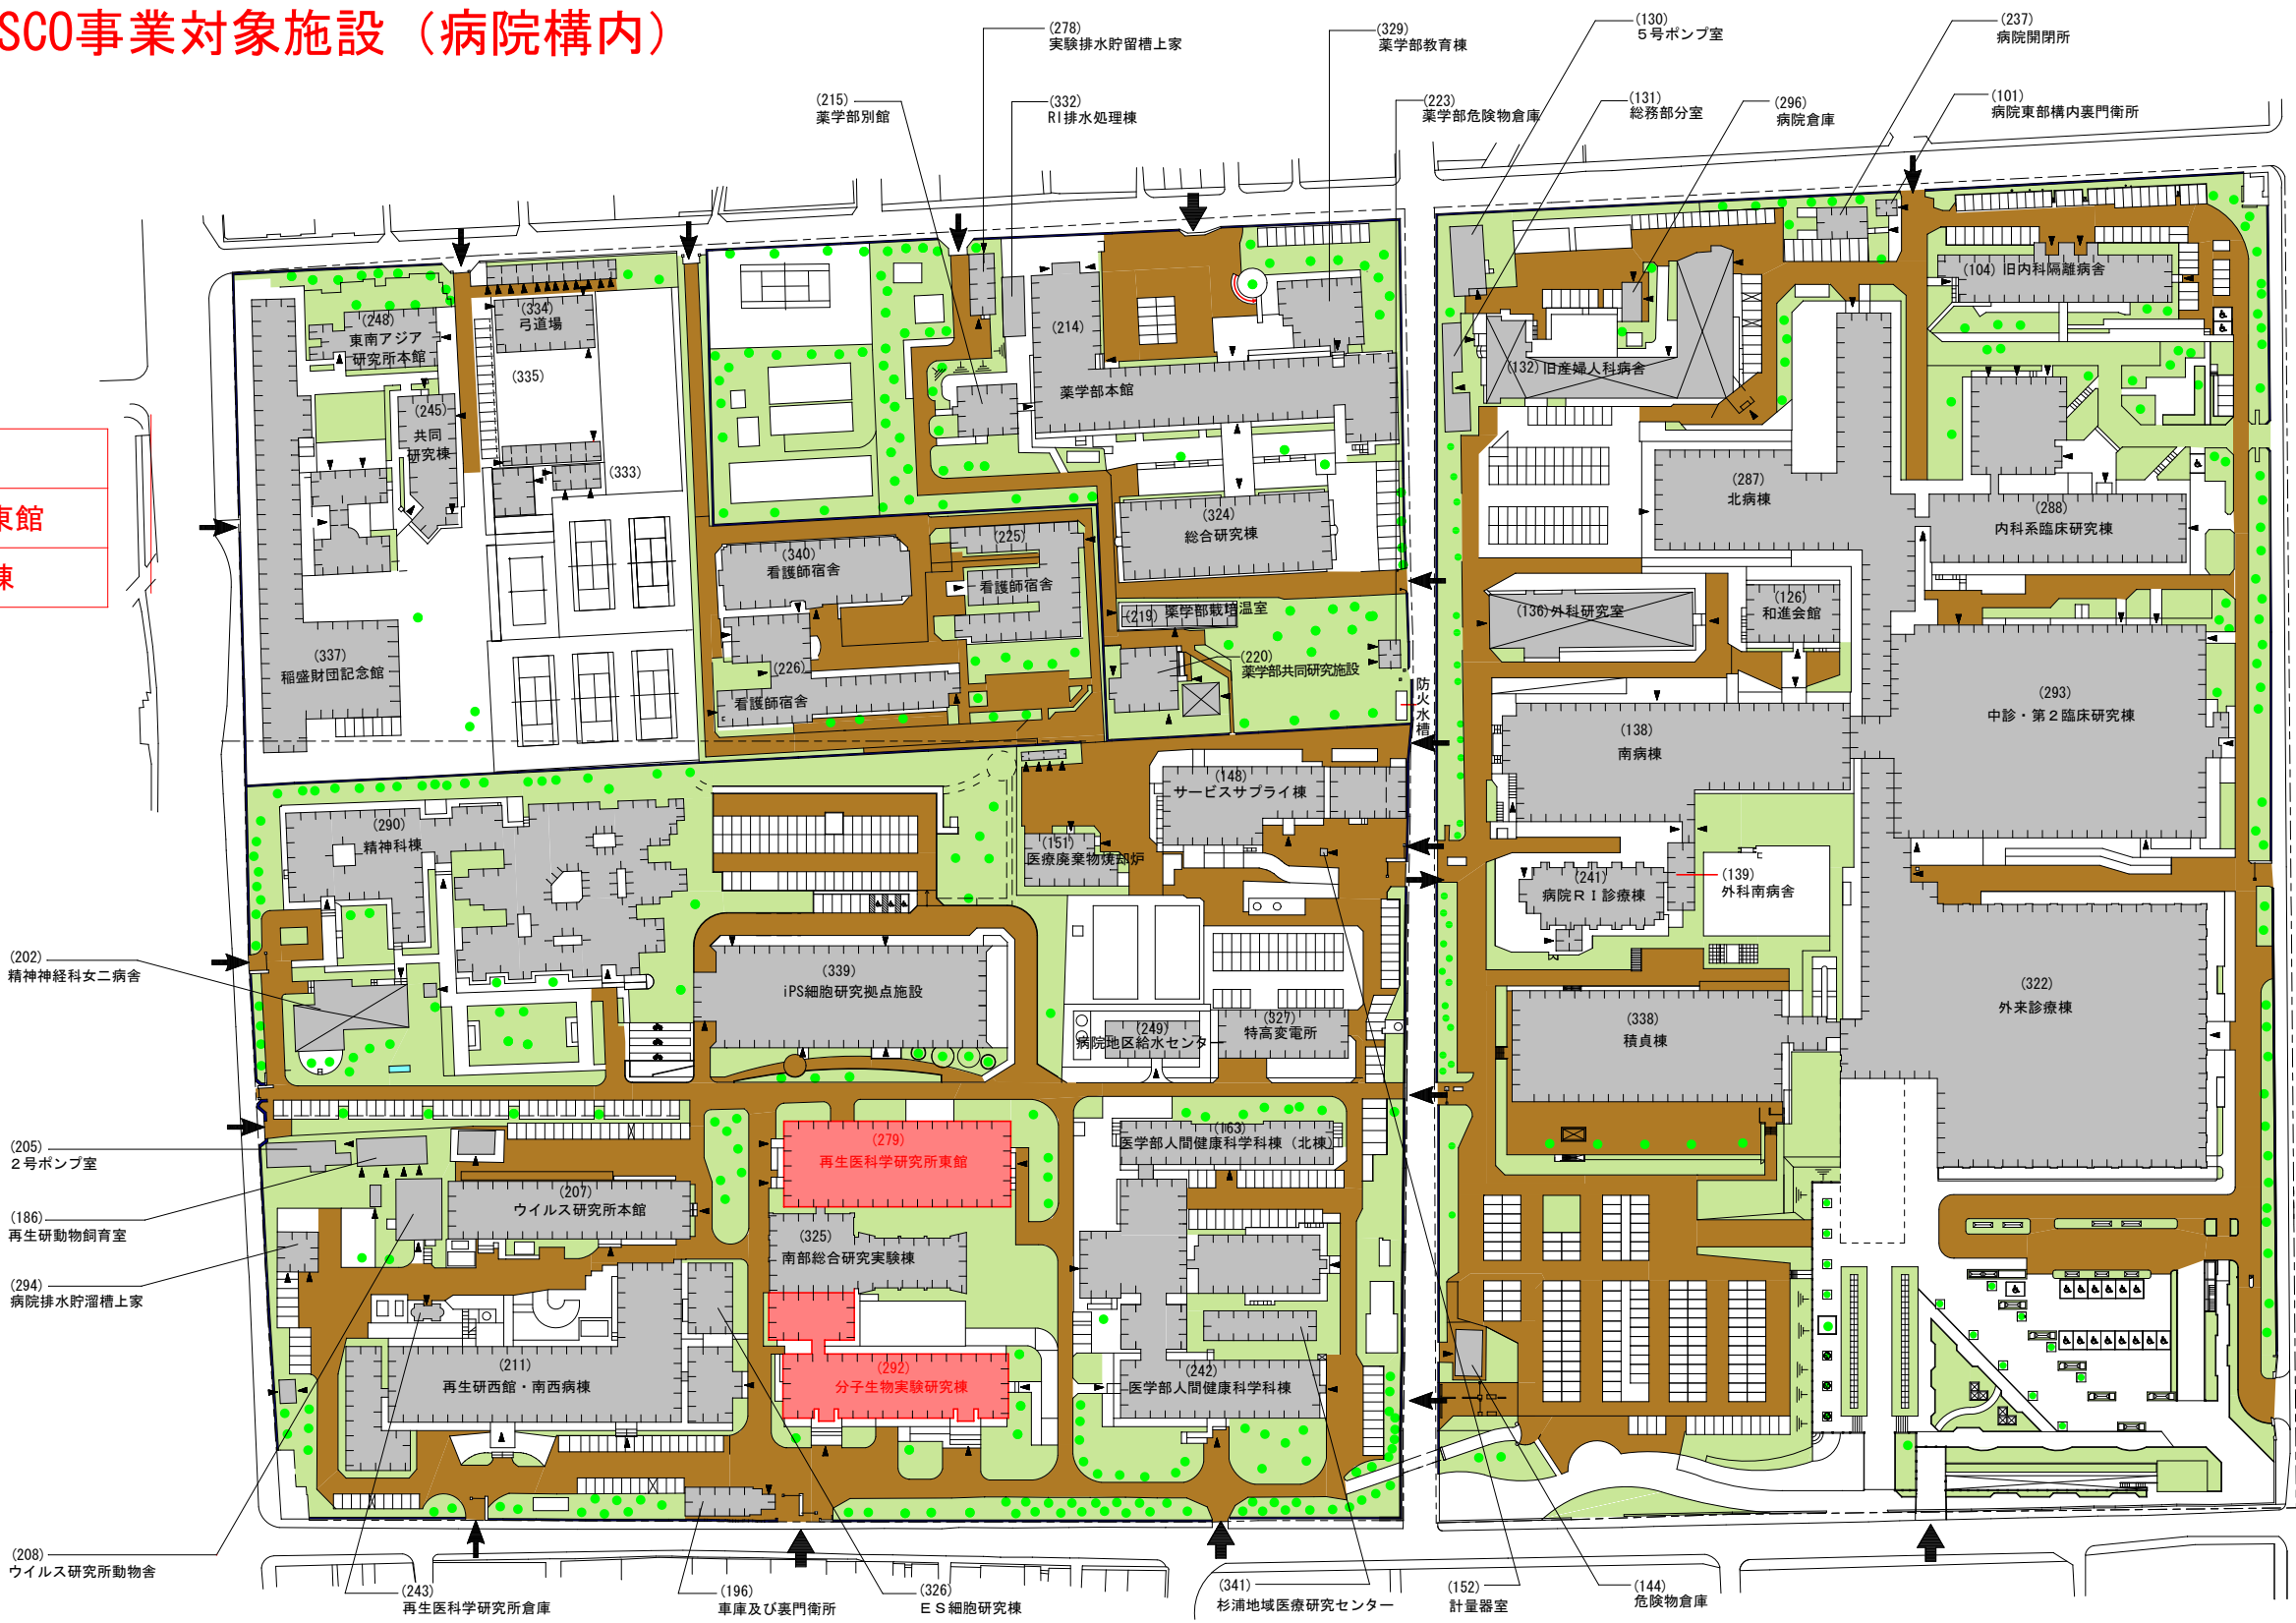 SCO事業対象施設（病院構内）
(278)
実験排水貯留槽上家
(329)
薬学部教育棟
(130)
５号ポンプ室
(237)
病院開閉所
(215)
薬学部別館
(332)
RI排水処理棟
(223)
薬学部危険物倉庫
(131)
総務部分室
(296)
病院倉庫
(101)
病院東部構内裏門衛所
(248)
東南アジア
研究所本館
(334)
弓道場
(335)
(214)
薬学部本館
(104) 旧内科隔離病舎
(132) 旧産婦人科病舎
(245)
共同
研究棟
(333)
東館
棟
(287)
北病棟
(288)
内科系臨床研究棟
(324)
総合研究棟
(340)
看護師宿舎
(225)
看護師宿舎
(219) 薬学部栽培温室
(136)外科研究室
(126)
和進会館
(337)
稲盛財団記念館
(226)
看護師宿舎
(220)
薬学部共同研究施設
防火水槽
(293)
中診・第２臨床研究棟
(138)
南病棟
(148)
サービスサプライ棟
(290)
精神科棟
(151)
医療廃棄物焼却炉
(241)
病院ＲＩ診療棟
(139)
外科南病舎
(202)
精神神経科女二病舎
(339)
iPS細胞研究拠点施設
(322)
外来診療棟
(249)
病院地区給水センター
(327)
特高変電所
(338)
積貞棟
(205)
２号ポンプ室
(279)
再生医科学研究所東館
(163)
医学部人間健康科学科棟（北棟）
(186)
再生研動物飼育室
(207)
ウイルス研究所本館
(325)
南部総合研究実験棟
(294)
病院排水貯溜槽上家
(211)
再生研西館・南西病棟
(292)
分子生物実験研究棟
(242)
医学部人間健康科学科棟
(208)
ウイルス研究所動物舎
(243)
再生医科学研究所倉庫
(196)
車庫及び裏門衛所
(326)
ＥＳ細胞研究棟
(341)
杉浦地域医療研究センター
(152)
計量器室
(144)
危険物倉庫